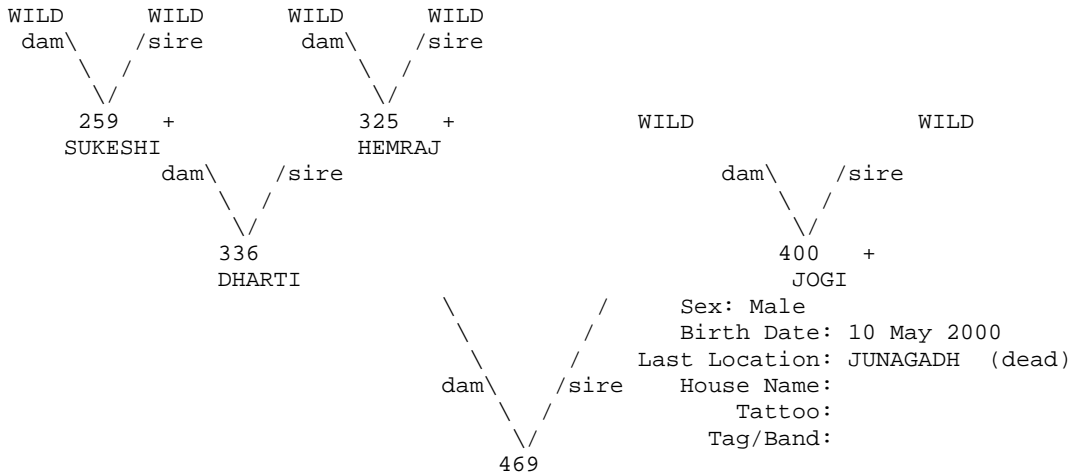 WILD WILD WILD WILD
dam\ /sire dam\ /sire
\ / \ /
\/ \/
259 + 325 + WILD WILD
SUKESHI HEMRAJ
dam\ /sire dam\ /sire
\ / \ /
\/ \/
336 400 +
DHARTI JOGI
\ / Sex: Male
\ / Birth Date: 10 May 2000
\ / Last Location: JUNAGADH (dead)
dam\ /sire House Name:
\ / Tattoo:
\/ Tag/Band:
469